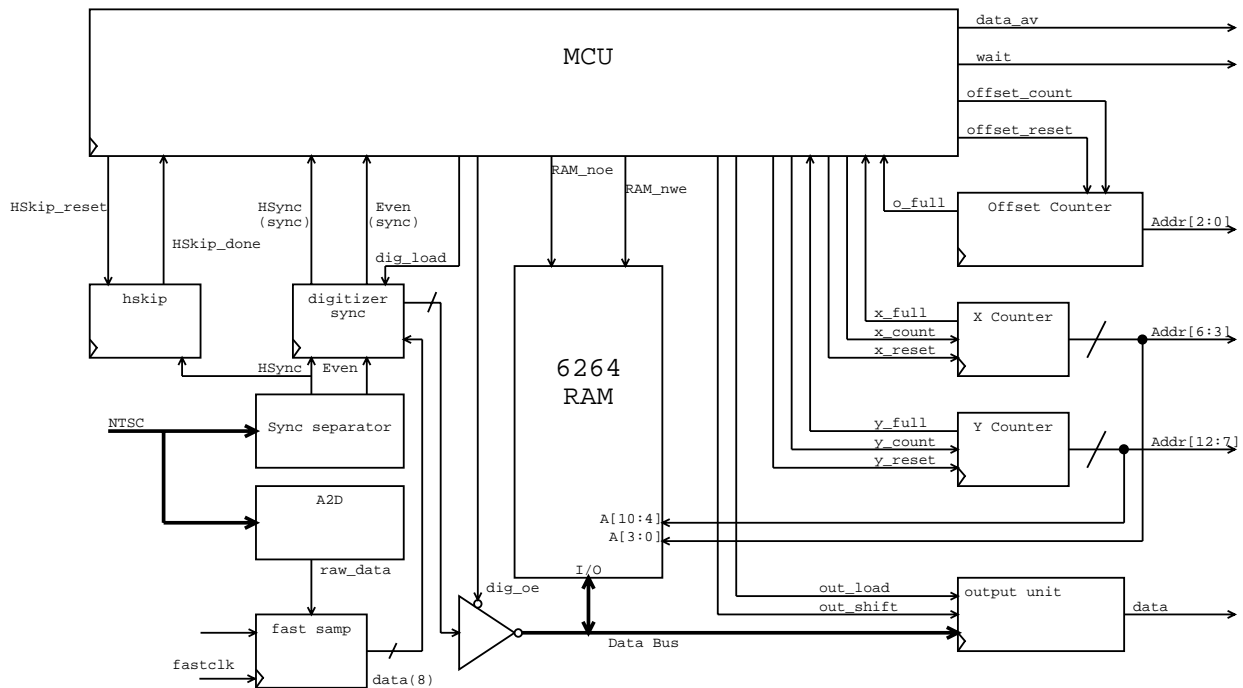 data_av
MCU
wait
offset_count
offset_reset
RAM_noe
RAM_nwe
HSkip_reset
HSync
(sync)
Even
(sync)
o_full
Offset Counter
Addr[2:0]
HSkip_done
dig_load
hskip
digitizer
sync
x_full
X Counter
Addr[6:3]
x_count
x_reset
6264
RAM
HSync
Even
NTSC
Sync separator
y_full
Y Counter
Addr[12:7]
y_count
y_reset
A2D
A[10:4]
A[3:0]
raw_data
I/O
dig_oe
out_load
output unit
out_shift
data
fast samp
Data Bus
fastclk
data(8)